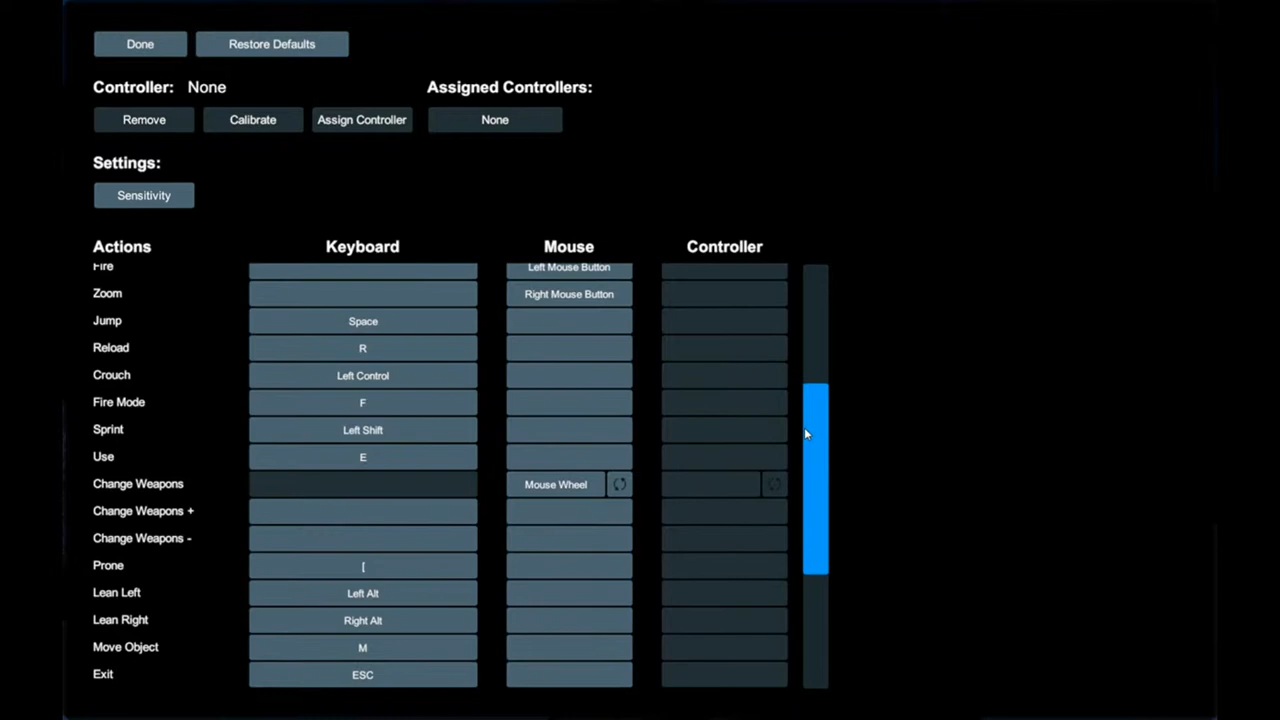 Done Restore Defaults
Controller: None Assigned Controllers:
Remove Calibrate Assign Controller None
Settings:
Sensitivity
Actions Keyboard Mouse Controller
Fire Left Mouse Button
Zoom Right Mouse Button
Jump Space
Reload R
Crouch Left Control
Fire Mode F
Sprint Left Shift
Use E
Change Weapons Mouse Wheel
Change Weapons +
Change Weapons -
Prone [
Lean Left Left Alt
Lean Right Right Alt
Move Object M
Exit ESC